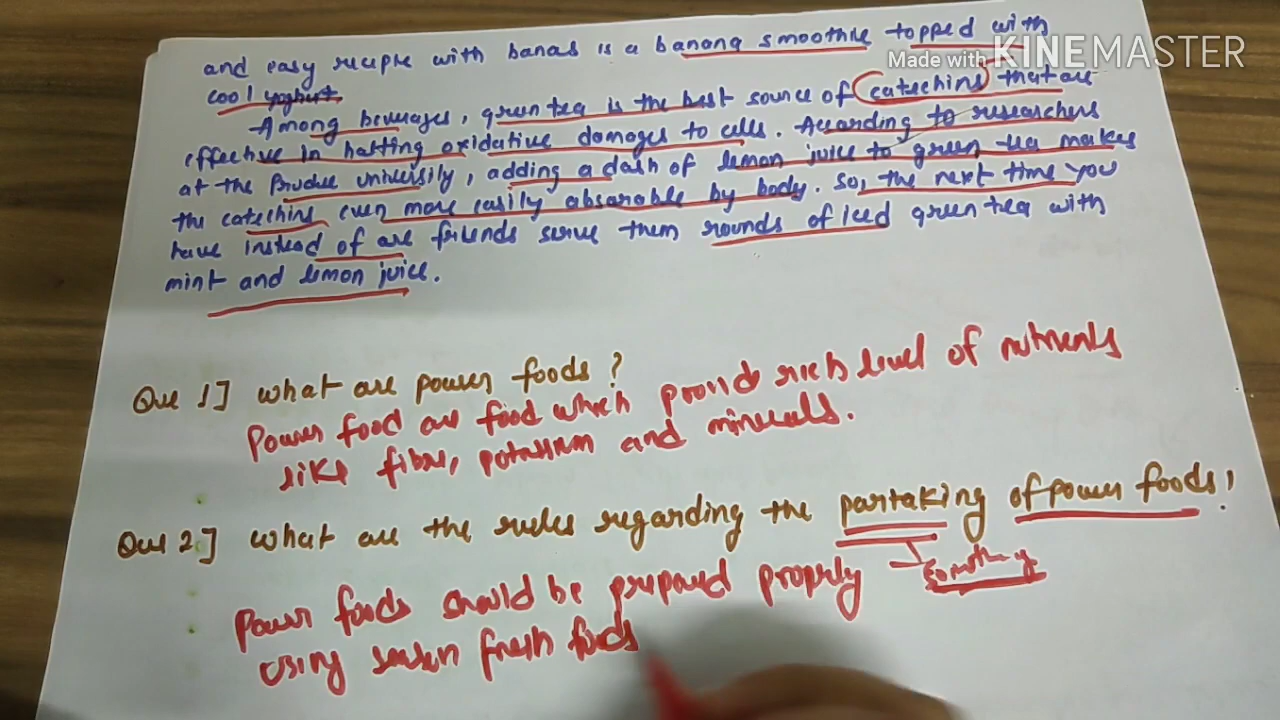 and easy reciple with banas is a banana smoothie topped with
Made with KINEMASTER
cool yoghurt.
Among beverages, green tea is the best source of catechins that are
effective in halting oxidative damages to cells. According to researchers
at the Prudue university, adding a dash of lemon juice to green tea makes
the catechins even more easily absorable by body. So, the next time you
have instead of are friends serve them rounds of iced green tea with
mint and lemon juice.
Que 1] what are power foods?
Power food are food which provide rich level of nutrients
like fibre, potassium and minerals.
Que 2] what are the rules regarding the partaking of power foods?
Power foods should be prepared properly
using season fresh foods